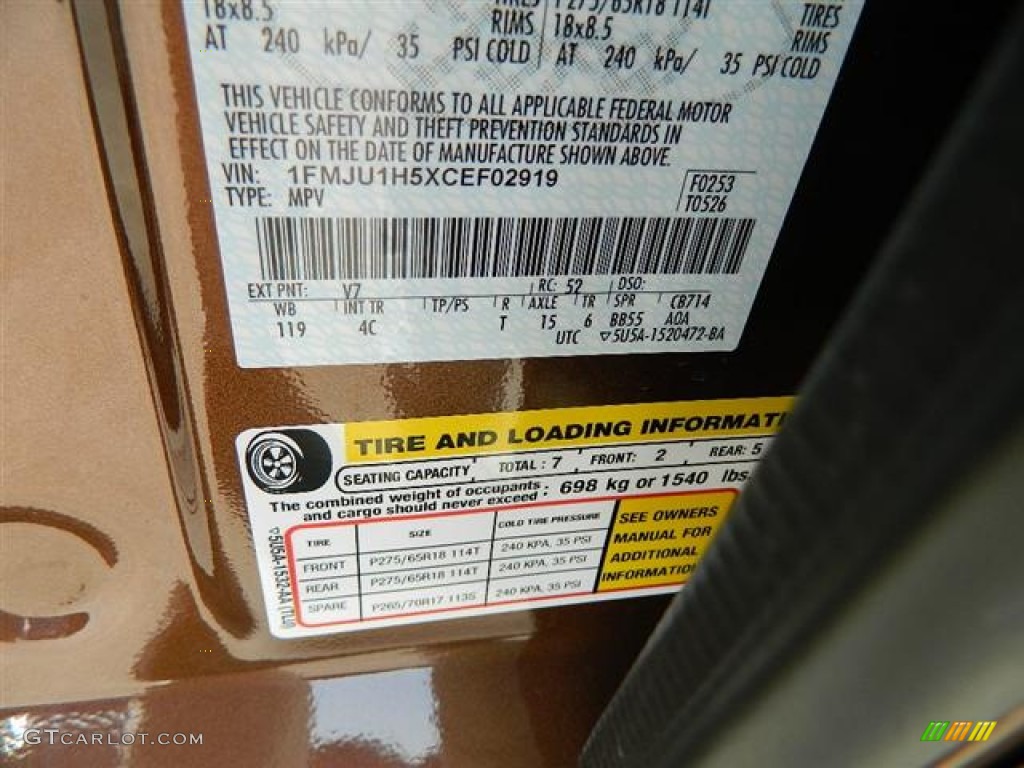 18x8.5 RIMS 18x8.5 TIRES
RIMS
AT 240 kPa/ 35 PSI COLD AT 240 kPa/ 35 PSI COLD
THIS VEHICLE CONFORMS TO ALL APPLICABLE FEDERAL MOTOR
VEHICLE SAFETY AND THEFT PREVENTION STANDARDS IN
EFFECT ON THE DATE OF MANUFACTURE SHOWN ABOVE.
VIN: 1FMJU1H5XCEF02919
TYPE: MPV
F0253
T0526
EXT PNT: V7 RC: 52 DSO:
WB INT TR TP/PS R AXLE TR SPR CB714
119 4C T 15 6 BB55 AOA
UTC ▽5U5A-1520472-BA
TIRE AND LOADING INFORMATI
SEATING CAPACITY TOTAL: 7 FRONT: 2 REAR: 5
The combined weight of occupants
and cargo should never exceed: 698 kg or 1540 lbs
TIRE SIZE COLD TIRE PRESSURE
FRONT P275/65R18 114T 240 KPA, 35 PSI
REAR P275/65R18 114T 240 KPA, 35 PSI
SPARE P265/70R17 113S 240 KPA, 35 PSI
SEE OWNERS
MANUAL FOR
ADDITIONAL
INFORMATION
▽5U5A-1532-AA (TLU)
GTCARLOT.COM